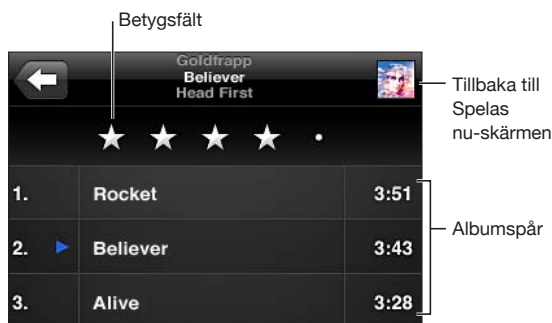 Betygsfält
Goldfrapp
Believer
Head First
Tillbaka till
Spelas
nu-skärmen
1. Rocket 3:51
2. Believer 3:43
3. Alive 3:28
Albumspår